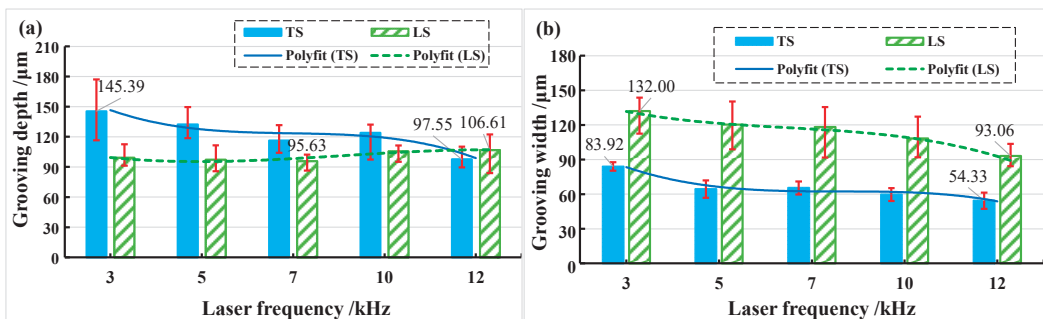 (a)
TS
LS
Polyfit (TS)
Polyfit (LS)
Grooving depth /μm
210
180
150
120
90
60
30
0
145.39
95.63
97.55
106.61
3
5
7
10
12
Laser frequency /kHz
(b)
TS
LS
Polyfit (TS)
Polyfit (LS)
Grooving width /μm
180
150
120
90
60
30
0
132.00
83.92
93.06
54.33
3
5
7
10
12
Laser frequency /kHz